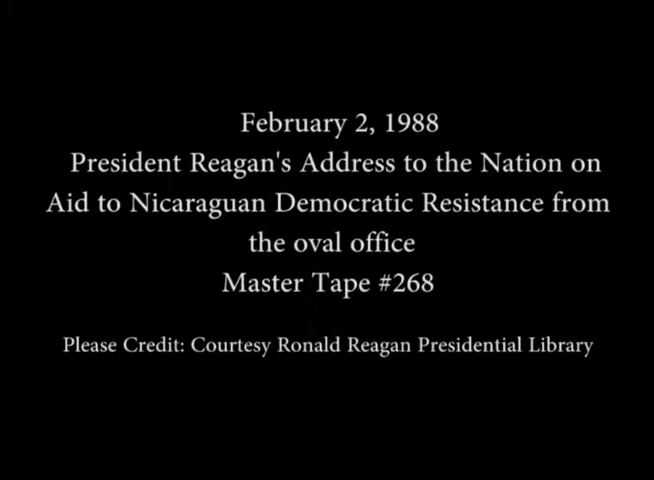 February 2, 1988
President Reagan's Address to the Nation on
Aid to Nicaraguan Democratic Resistance from
the oval office
Master Tape #268
Please Credit: Courtesy Ronald Reagan Presidential Library